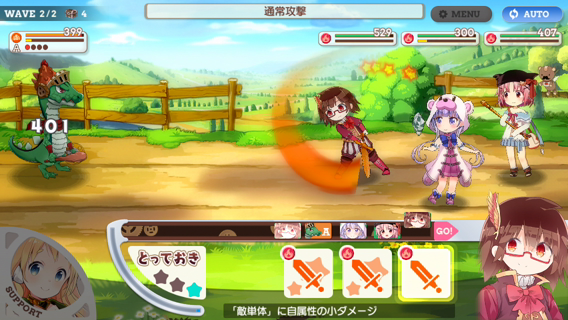 WAVE 2/2 4
通常攻撃
MENU
AUTO
399
529
300
407
A
401
A
GO!
とっておき
SUPPORT
「敵単体」に自属性の小ダメージ